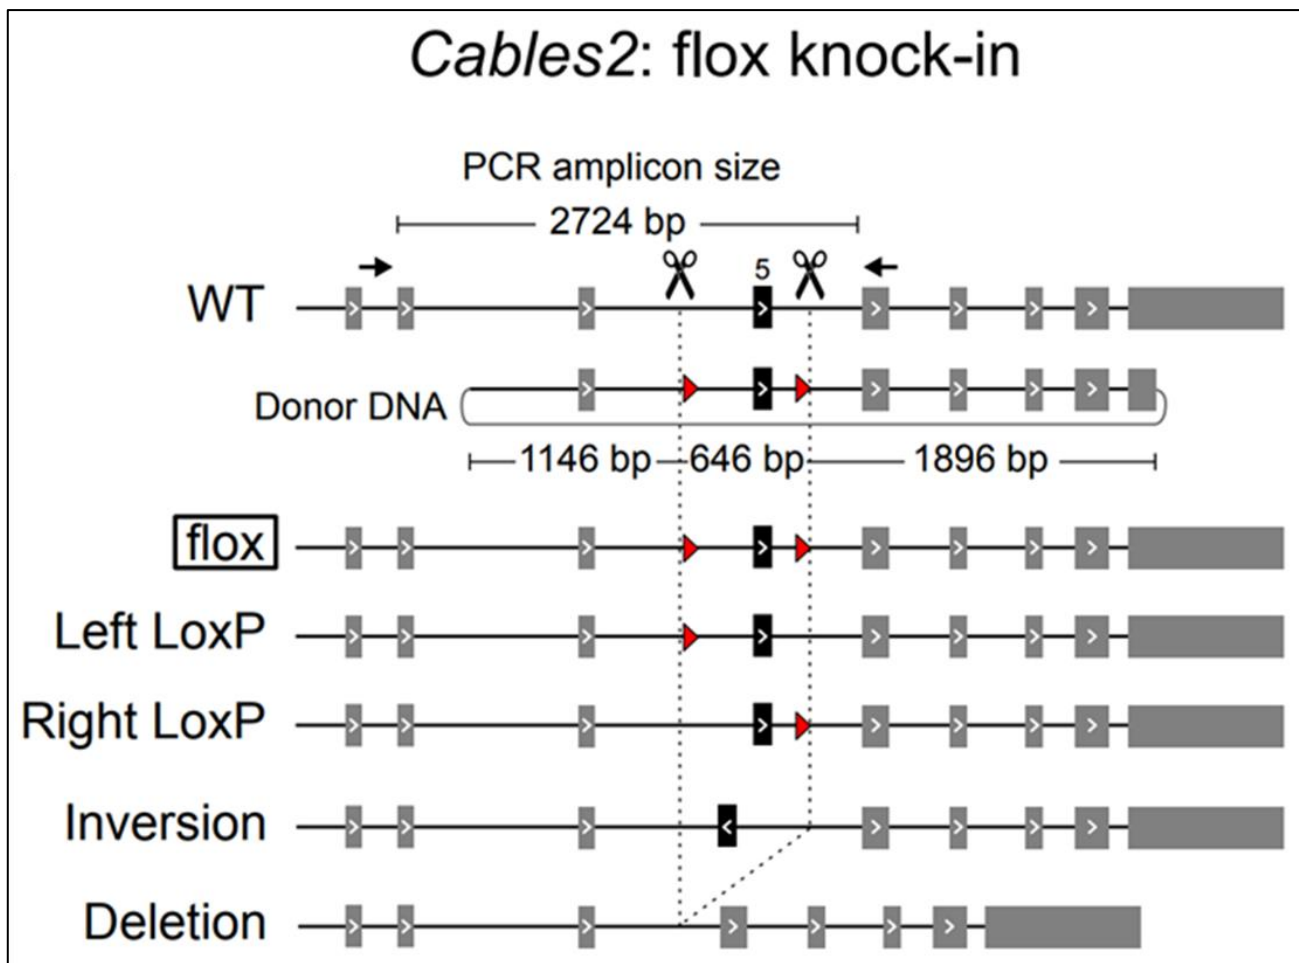 Cables2: flox knock-in
PCR amplicon size
2724 bp
5
WT
Donor DNA
1146 bp 646 bp 1896 bp
flox
Left LoxP
Right LoxP
Inversion
Deletion